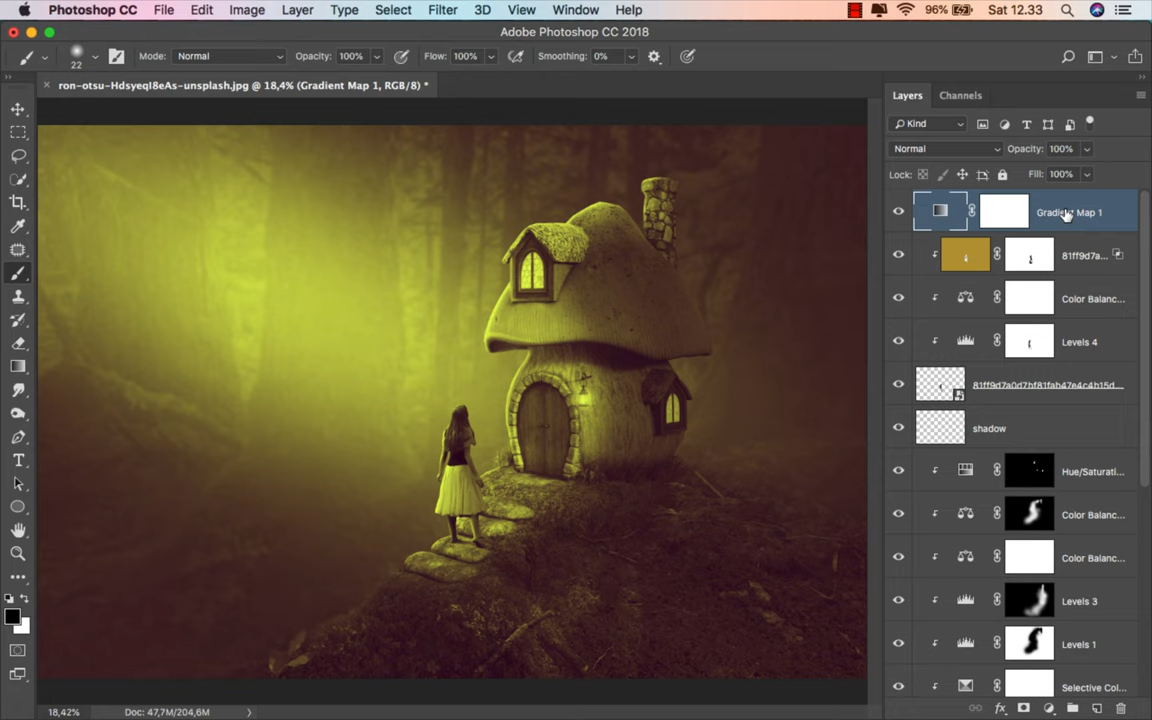 Photoshop CC File Edit Image Layer Type Select Filter 3D View Window Help 96% Sat 12.33
Adobe Photoshop CC 2018
22 Mode: Normal Opacity: 100% Flow: 100% Smoothing: 0%
ron-otsu-HdsyeqI8eAs-unsplash.jpg @ 18,4% (Gradient Map 1, RGB/8) *
Layers Channels
Kind
Normal Opacity: 100%
Lock: Fill: 100%
Gradient Map 1
81ff9d7a...
Color Balanc...
Levels 4
81ff9d7a0d7bf81fab47e4c4b15d...
shadow
Hue/Saturati...
Color Balanc...
Color Balanc...
Levels 3
Levels 1
Selective Col...
18,42% Doc: 47,7M/204,6M